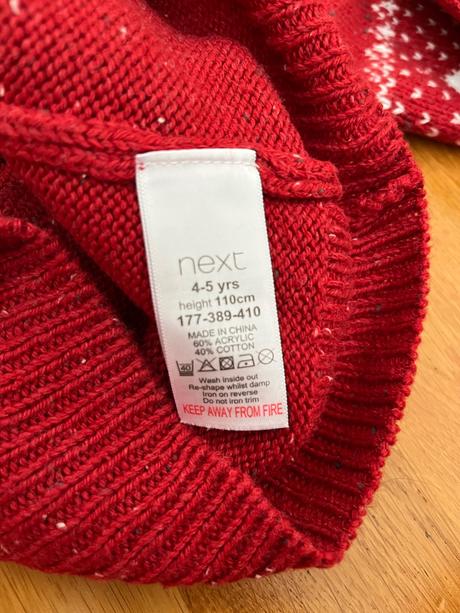 next
4-5 yrs
height 110cm
177-389-410
MADE IN CHINA
60% ACRYLIC
40% COTTON
40
Wash inside out
Re-shape whilst damp
Iron on reverse
Do not iron trim
KEEP AWAY FROM FIRE